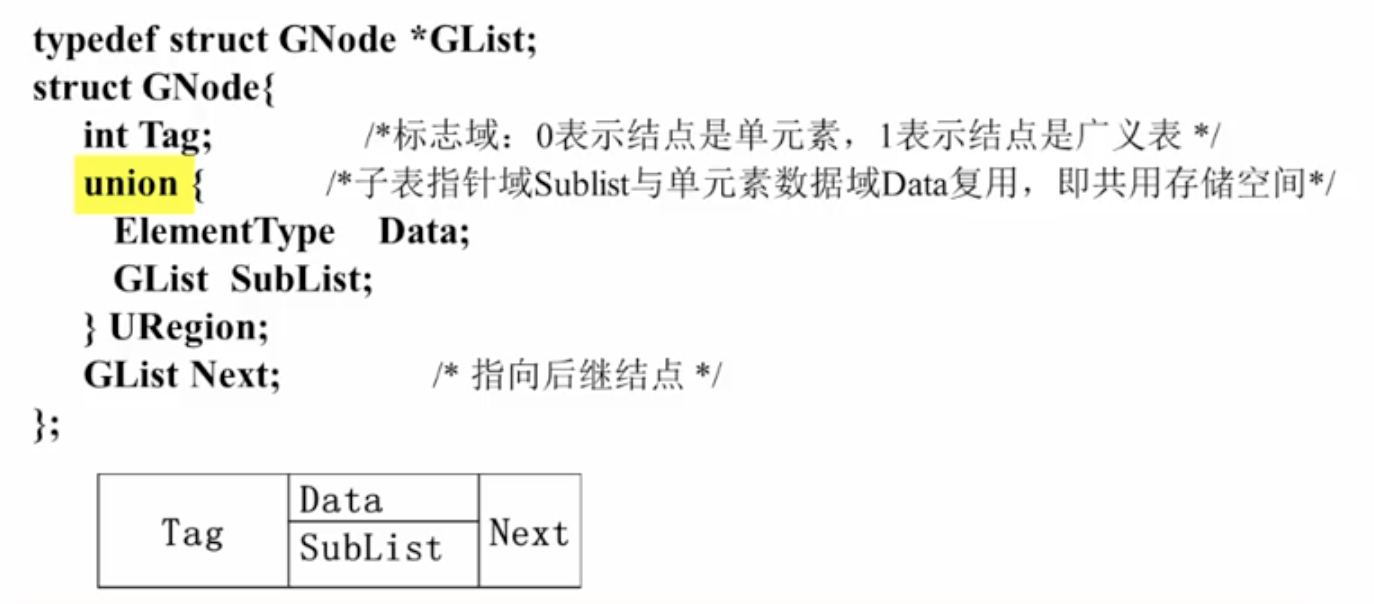 typedef struct GNode *GList;
struct GNode{
int Tag; /*标志域：0表示结点是单元素，1表示结点是广义表 */
union { /*子表指针域Sublist与单元素数据域Data复用，即共用存储空间*/
ElementType Data;
GList SubList;
} URegion;
GList Next; /* 指向后继结点 */
};
Data
Tag
SubList
Next